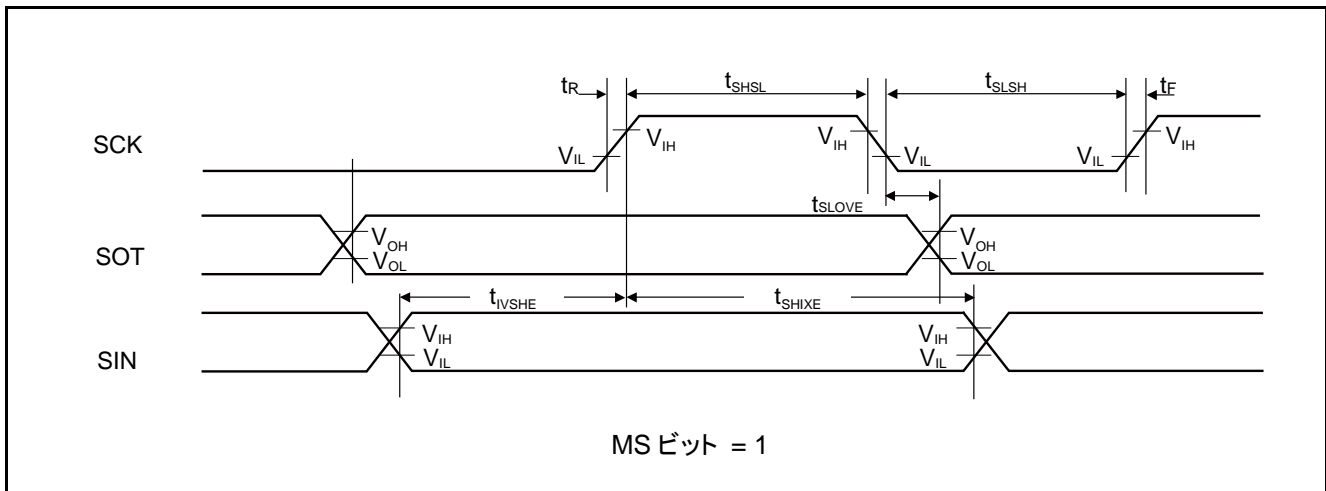 tR tSHSL tSLSH tF
SCK VIL VIH VIH VIL VIL VIH
tSLOVE
SOT VOH VOL VOH VOL
tIVSHE tSHIXE
SIN VIH VIL VIH VIL
MS ビット = 1